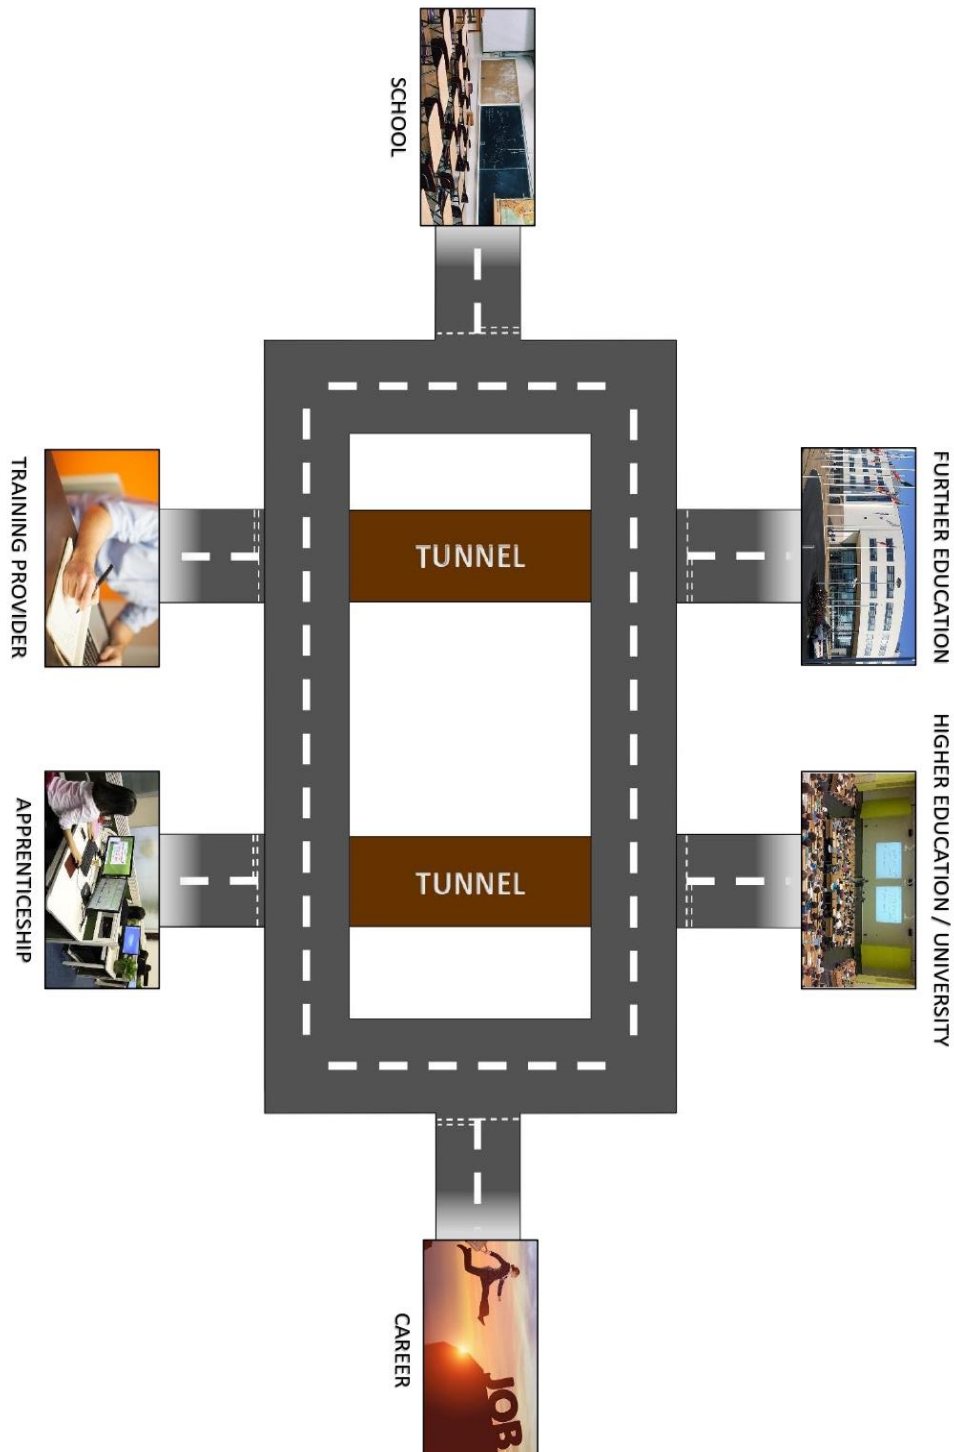 SCHOOL
FURTHER EDUCATION
HIGHER EDUCATION / UNIVERSITY
TUNNEL
TUNNEL
TRAINING PROVIDER
APPRENTICESHIP
CAREER
JOB